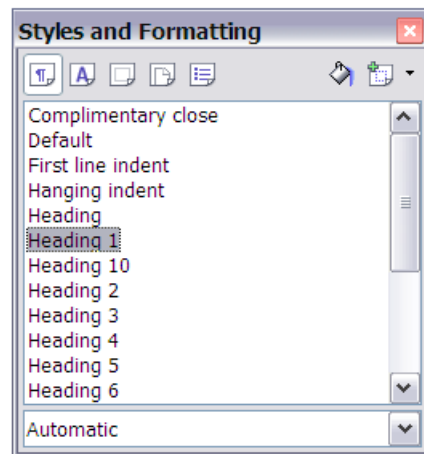 Styles and Formatting
Complimentary close
Default
First line indent
Hanging indent
Heading
Heading 1
Heading 10
Heading 2
Heading 3
Heading 4
Heading 5
Heading 6
Automatic